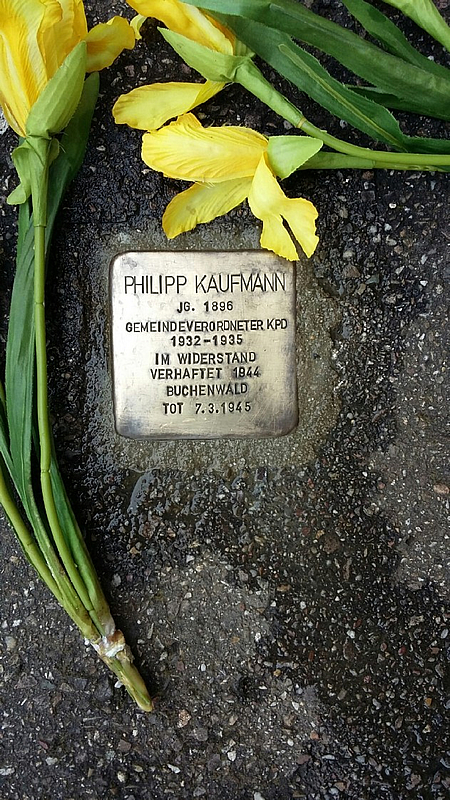 PHILIPP KAUFMANN
JG. 1896
GEMEINDEVERORDNETER KPD
1932-1935
IM WIDERSTAND
VERHAFTET 1944
BUCHENWALD
TOT 7.3.1945